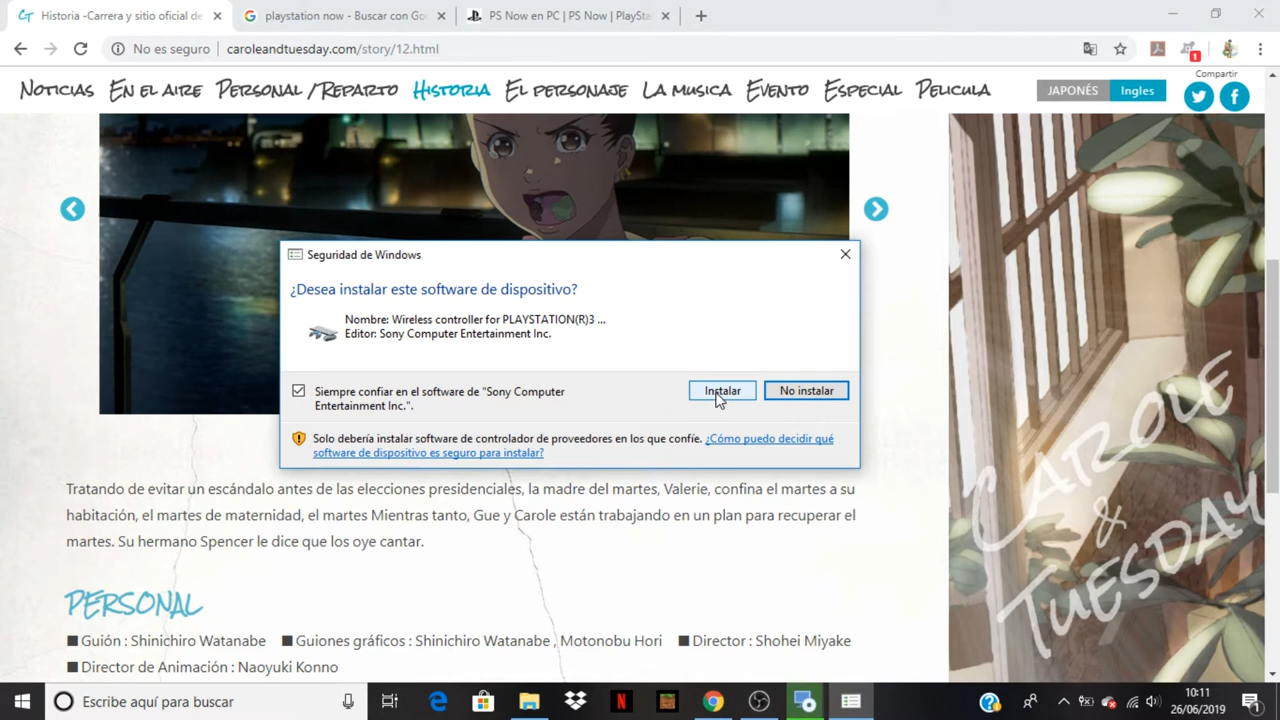 Historia -Carrera y sitio oficial de
playstation now - Buscar con Goo
PS Now en PC | PS Now | PlaySta
No es seguro
caroleandtuesday.com/story/12.html
1
Noticias En el aire Personal /Reparto Historia El personaje La musica Evento Especial Pelicula
JAPONÉS
Ingles
Compartir
Seguridad de Windows
¿Desea instalar este software de dispositivo?
Nombre: Wireless controller for PLAYSTATION(R)3 ...
Editor: Sony Computer Entertainment Inc.
Siempre confiar en el software de "Sony Computer
Entertainment Inc.".
Instalar
No instalar
Solo debería instalar software de controlador de proveedores en los que confíe. ¿Cómo puedo decidir qué
software de dispositivo es seguro para instalar?
Tratando de evitar un escándalo antes de las elecciones presidenciales, la madre del martes, Valerie, confina el martes a su
habitación, el martes de maternidad, el martes Mientras tanto, Gue y Carole están trabajando en un plan para recuperar el
martes. Su hermano Spencer le dice que los oye cantar.
PERSONAL
■Guión : Shinichiro Watanabe ■Guiones gráficos : Shinichiro Watanabe , Motonobu Hori ■Director : Shohei Miyake
■Director de Animación : Naoyuki Konno
CAROLE
&
TUESDAY
Escribe aquí para buscar
10:11
26/06/2019
1